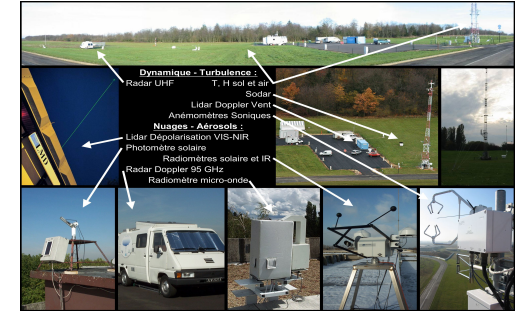 Dynamique - Turbulence :
Radar UHF T, H sol et air
Sodar
Lidar Doppler Vent
Anémomètres Soniques
Nuages - Aérosols :
Lidar Dépolarisation VIS-NIR
Photomètre solaire
Radiomètres solaire et IR
Radar Doppler 95 GHz
Radiomètre micro-onde
LMD